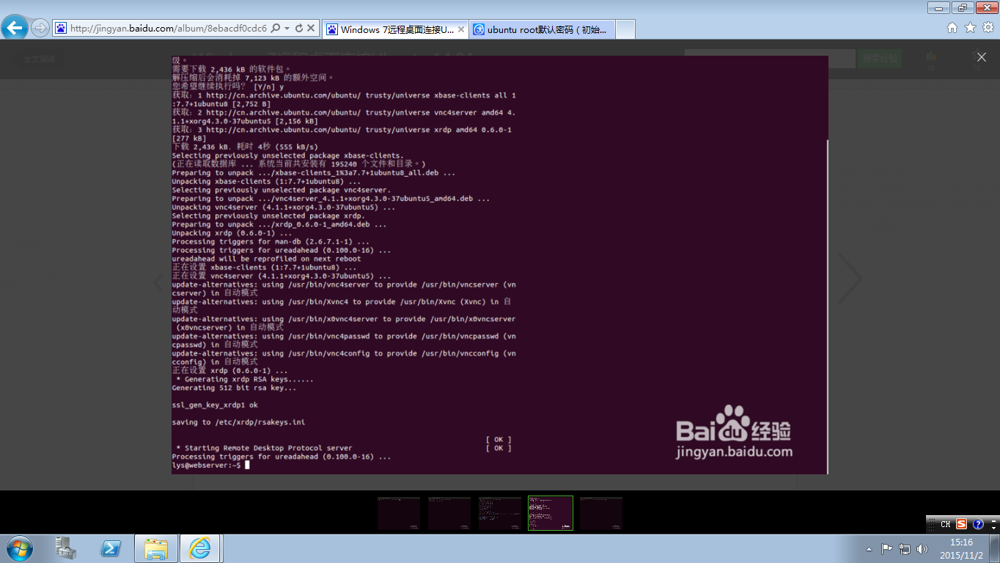 http://jingyan.baidu.com/album/8ebacdf0cdc6
Windows 7远程桌面连接U...
ubuntu root默认密码（初始...
全文阅读
搜索经验
级。
需要下载 2,436 kB 的软件包。
解压缩后会消耗掉 7,123 kB 的额外空间。
您希望继续执行吗？ [Y/n] y
获取：1 http://cn.archive.ubuntu.com/ubuntu/ trusty/universe xbase-clients all 1
:7.7+1ubuntu8 [2,752 B]
获取：2 http://cn.archive.ubuntu.com/ubuntu/ trusty/universe vnc4server amd64 4.
1.1+xorg4.3.0-37ubuntu5 [2,156 kB]
获取：3 http://cn.archive.ubuntu.com/ubuntu/ trusty/universe xrdp amd64 0.6.0-1
[277 kB]
下载 2,436 kB，耗时 4秒 (555 kB/s)
Selecting previously unselected package xbase-clients.
(正在读取数据库 ... 系统当前共安装有 195240 个文件和目录。)
Preparing to unpack .../xbase-clients_1%3a7.7+1ubuntu8_all.deb ...
Unpacking xbase-clients (1:7.7+1ubuntu8) ...
Selecting previously unselected package vnc4server.
Preparing to unpack .../vnc4server_4.1.1+xorg4.3.0-37ubuntu5_amd64.deb ...
Unpacking vnc4server (4.1.1+xorg4.3.0-37ubuntu5) ...
Selecting previously unselected package xrdp.
Preparing to unpack .../xrdp_0.6.0-1_amd64.deb ...
Unpacking xrdp (0.6.0-1) ...
Processing triggers for man-db (2.6.7.1-1) ...
Processing triggers for ureadahead (0.100.0-16) ...
ureadahead will be reprofiled on next reboot
正在设置 xbase-clients (1:7.7+1ubuntu8) ...
正在设置 vnc4server (4.1.1+xorg4.3.0-37ubuntu5) ...
update-alternatives: using /usr/bin/vnc4server to provide /usr/bin/vncserver (vn
cserver) in 自动模式
update-alternatives: using /usr/bin/Xvnc4 to provide /usr/bin/Xvnc (Xvnc) in 自
动模式
update-alternatives: using /usr/bin/x0vnc4server to provide /usr/bin/x0vncserver
(x0vncserver) in 自动模式
update-alternatives: using /usr/bin/vnc4passwd to provide /usr/bin/vncpasswd (vn
cpasswd) in 自动模式
update-alternatives: using /usr/bin/vnc4config to provide /usr/bin/vncconfig (vn
cconfig) in 自动模式
正在设置 xrdp (0.6.0-1) ...
* Generating xrdp RSA keys......
Generating 512 bit rsa key...
ssl_gen_key_xrdp1 ok
saving to /etc/xrdp/rsakeys.ini
[ OK ]
* Starting Remote Desktop Protocol server [ OK ]
Processing triggers for ureadahead (0.100.0-16) ...
lys@webserver:~$
Baidu经验
jingyan.baidu.com
CH
15:16
2015/11/2